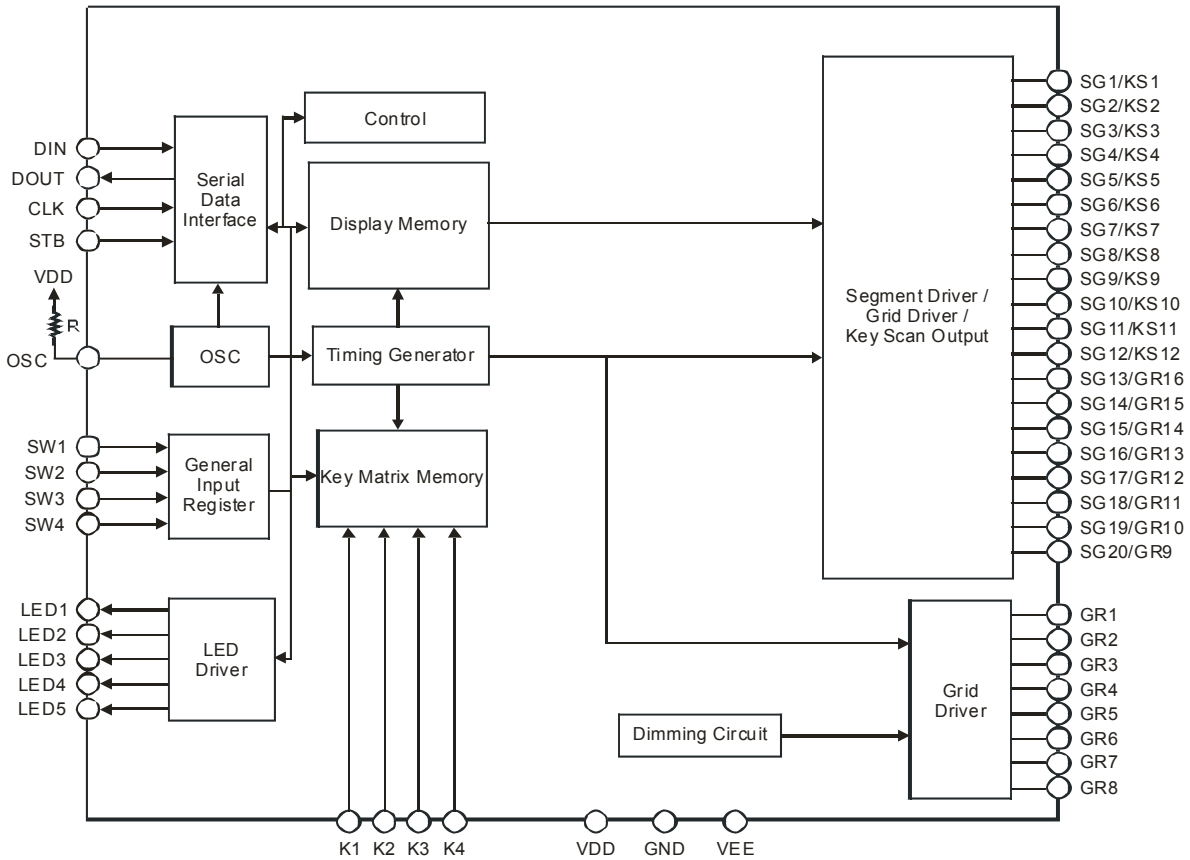 Control
DIN
DOUT
CLK
STB
Serial
Data
Interface
Display Memory
VDD
R
OSC
OSC
Timing Generator
SW1
SW2
SW3
SW4
General
Input
Register
Key Matrix Memory
LED1
LED2
LED3
LED4
LED5
LED
Driver
K1
K2
K3
K4
VDD
GND
VEE
Dimming Circuit
Segment Driver /
Grid Driver /
Key Scan Output
Grid
Driver
SG1/KS1
SG2/KS2
SG3/KS3
SG4/KS4
SG5/KS5
SG6/KS6
SG7/KS7
SG8/KS8
SG9/KS9
SG10/KS10
SG11/KS11
SG12/KS12
SG13/GR16
SG14/GR15
SG15/GR14
SG16/GR13
SG17/GR12
SG18/GR11
SG19/GR10
SG20/GR9
GR1
GR2
GR3
GR4
GR5
GR6
GR7
GR8